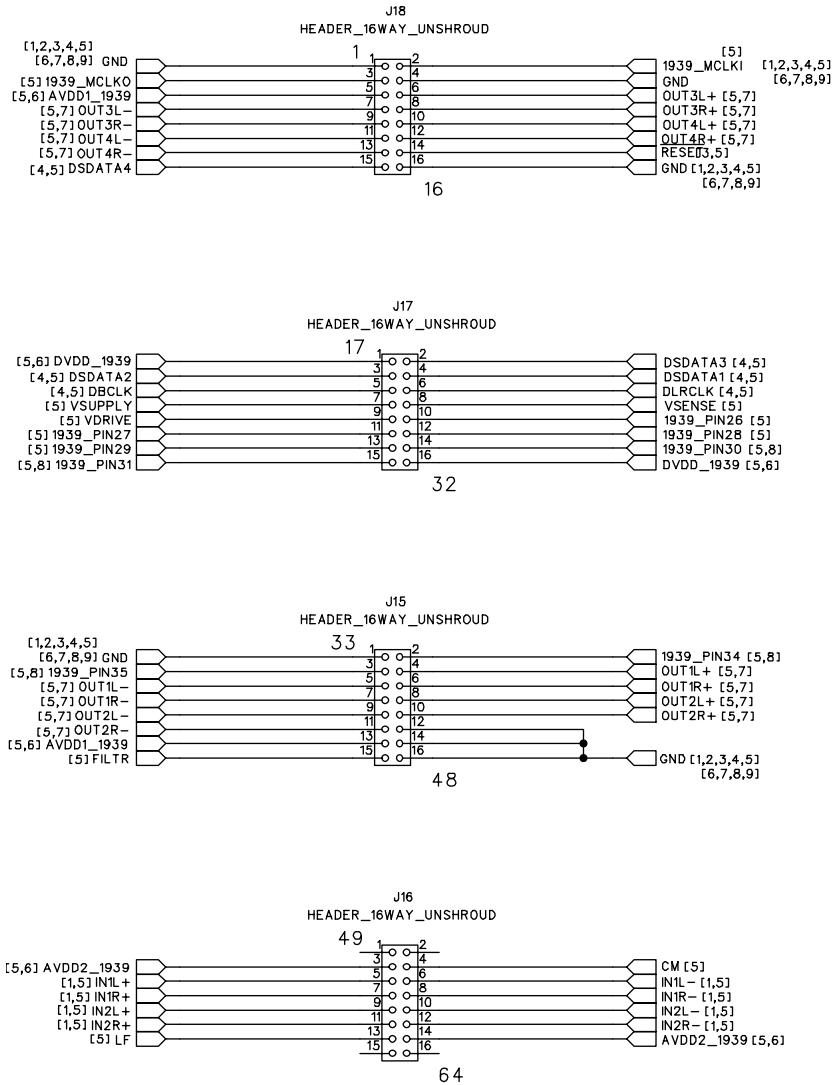 J18
HEADER_16WAY_UNSHROUD
[1,2,3,4,5]
[6,7,8,9] GND
[5] 1939_MCLKO
[5,6] AVDD1_1939
[5,7] OUT3L-
[5,7] OUT3R-
[5,7] OUT4L-
[5,7] OUT4R-
[4,5] DSDATA4
1
1 2
3 4
5 6
7 8
9 10
11 12
13 14
15 16
16
[5]
1939_MCLKI [1,2,3,4,5]
GND [6,7,8,9]
OUT3L+ [5,7]
OUT3R+ [5,7]
OUT4L+ [5,7]
OUT4R+ [5,7]
RESET[3,5]
GND [1,2,3,4,5]
[6,7,8,9]
J17
HEADER_16WAY_UNSHROUD
[5,6] DVDD_1939
[4,5] DSDATA2
[4,5] DBCLK
[5] VSUPPLY
[5] VDRIVE
[5] 1939_PIN27
[5] 1939_PIN29
[5,8] 1939_PIN31
17
1 2
3 4
5 6
7 8
9 10
11 12
13 14
15 16
32
DSDATA3 [4,5]
DSDATA1 [4,5]
DLRCLK [4,5]
VSENSE [5]
1939_PIN26 [5]
1939_PIN28 [5]
1939_PIN30 [5,8]
DVDD_1939 [5,6]
J15
HEADER_16WAY_UNSHROUD
[1,2,3,4,5]
[6,7,8,9] GND
[5,8] 1939_PIN35
[5,7] OUT1L-
[5,7] OUT1R-
[5,7] OUT2L-
[5,7] OUT2R-
[5,6] AVDD1_1939
[5] FILTR
33
1 2
3 4
5 6
7 8
9 10
11 12
13 14
15 16
48
1939_PIN34 [5,8]
OUT1L+ [5,7]
OUT1R+ [5,7]
OUT2L+ [5,7]
OUT2R+ [5,7]
GND [1,2,3,4,5]
[6,7,8,9]
J16
HEADER_16WAY_UNSHROUD
[5,6] AVDD2_1939
[1,5] IN1L+
[1,5] IN1R+
[1,5] IN2L+
[1,5] IN2R+
[5] LF
49
1 2
3 4
5 6
7 8
9 10
11 12
13 14
15 16
64
CM [5]
IN1L- [1,5]
IN1R- [1,5]
IN2L- [1,5]
IN2R- [1,5]
AVDD2_1939 [5,6]